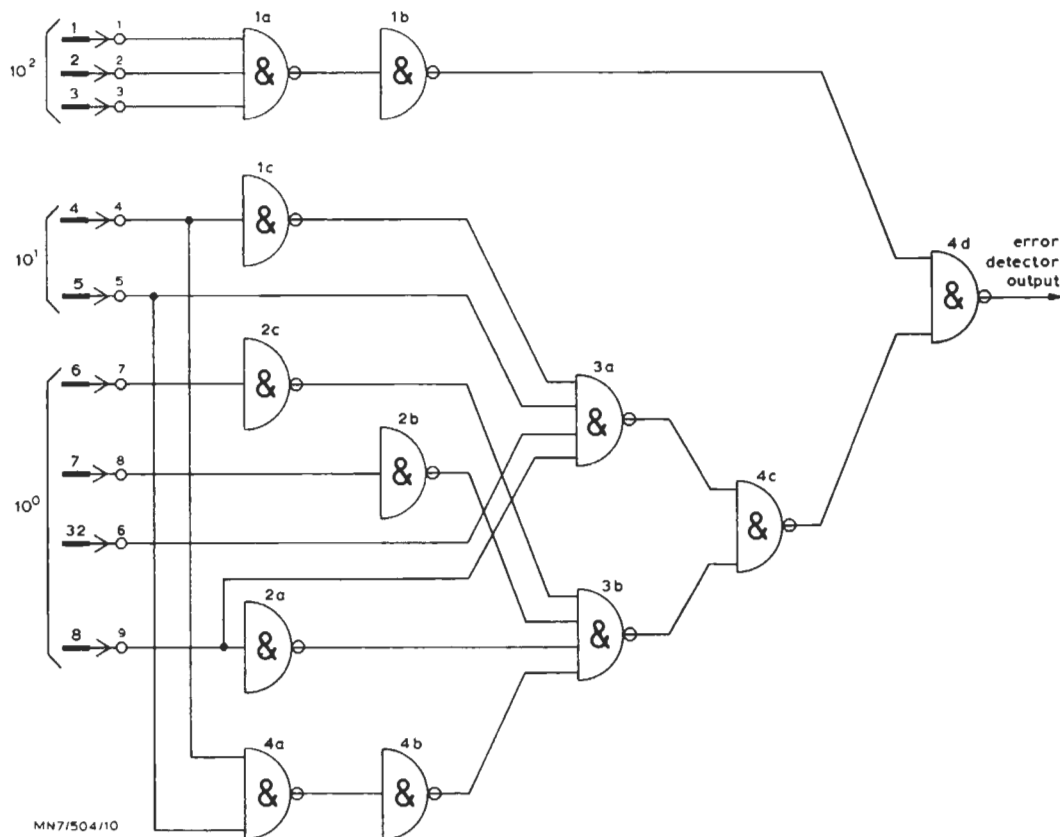 1a 1b
10² 1 1 &
2 2 & &
3 3
1c
10¹ 4 4 &
5 5
4d
error
detector
output
&
2c
10⁰ 6 7 &
3a
&
2b
7 8 &
4c
&
32 6
2a
3b
8 9 &
&
4a 4b
& &
MN7/504/10